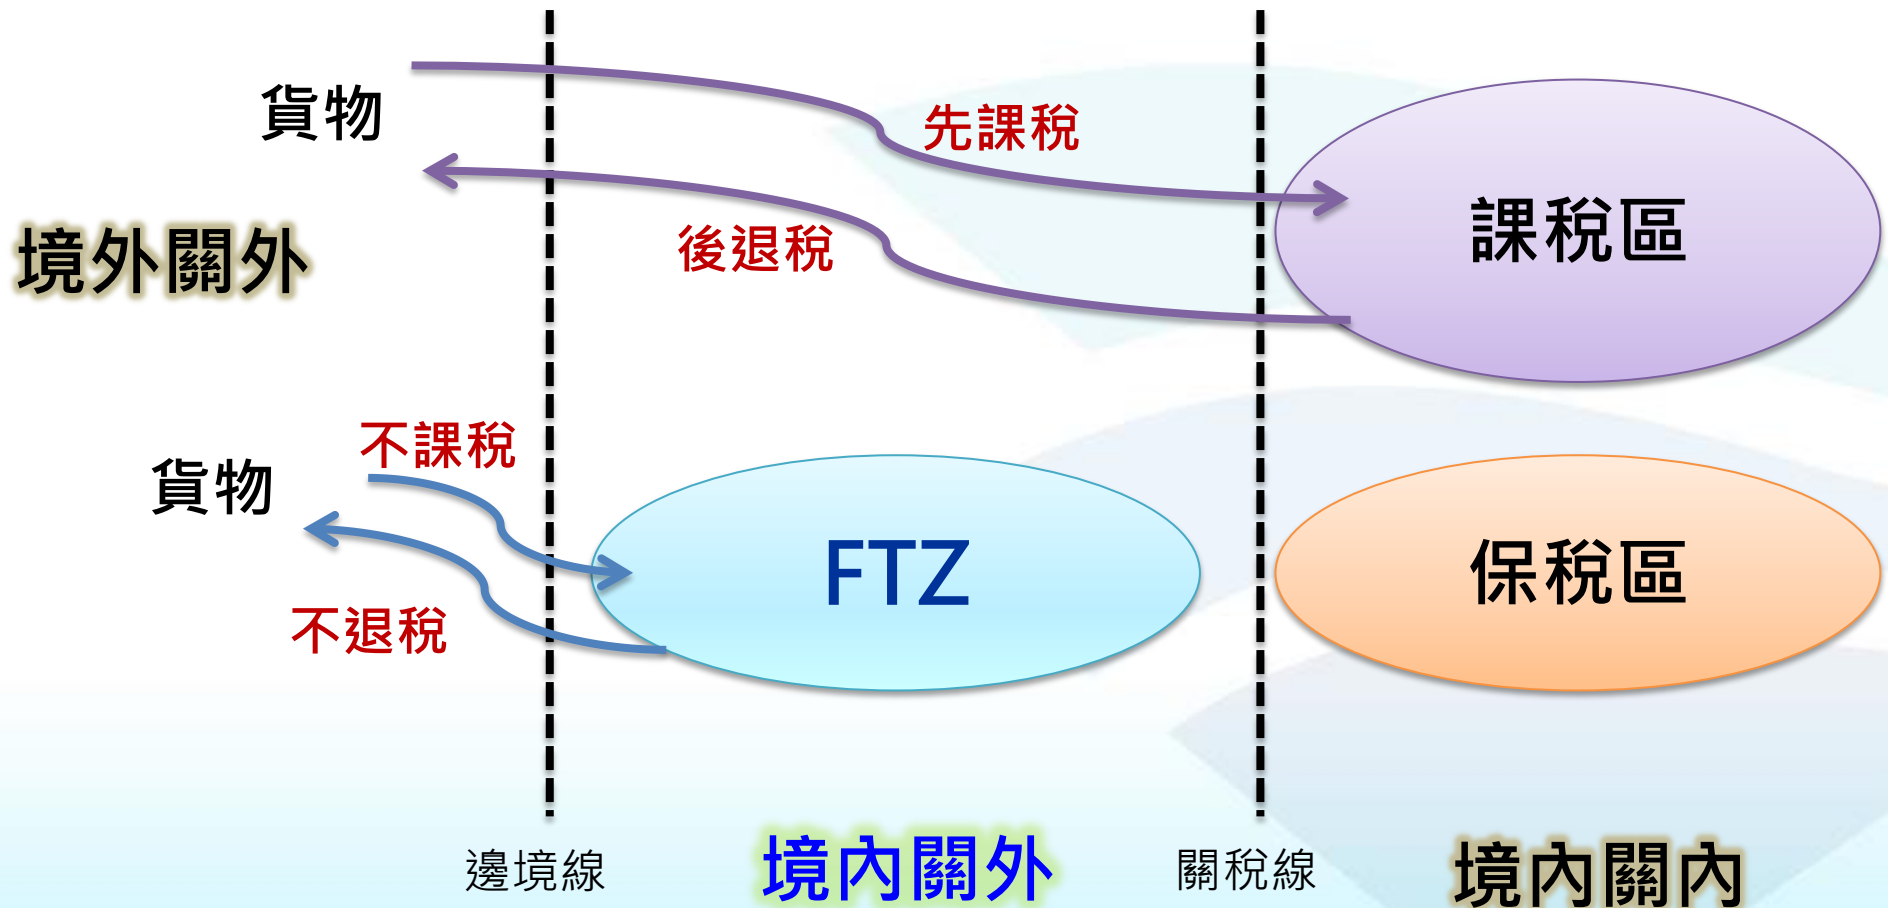 貨物
先課稅
課稅區
後退稅
境外關外
不課稅
貨物
FTZ
保稅區
不退稅
邊境線
境內關外
關稅線
境內關內